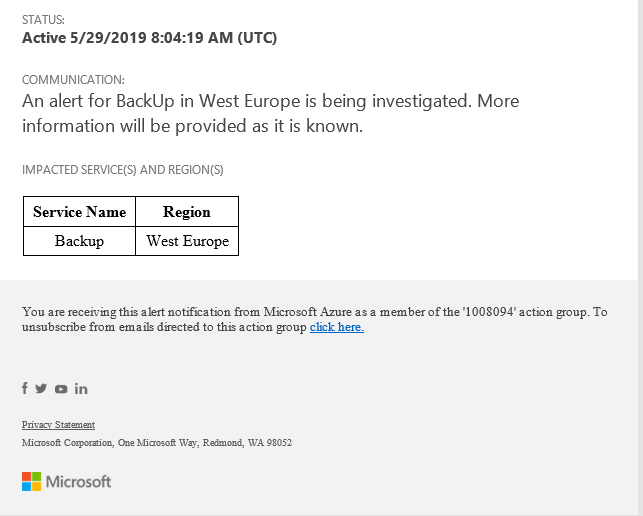 STATUS:
Active 5/29/2019 8:04:19 AM (UTC)
COMMUNICATION:
An alert for BackUp in West Europe is being investigated. More
information will be provided as it is known.
IMPACTED SERVICE(S) AND REGION(S)
Service Name Region
Backup West Europe
You are receiving this alert notification from Microsoft Azure as a member of the '1008094' action group. To
unsubscribe from emails directed to this action group click here.
Privacy Statement
Microsoft Corporation, One Microsoft Way, Redmond, WA 98052
Microsoft